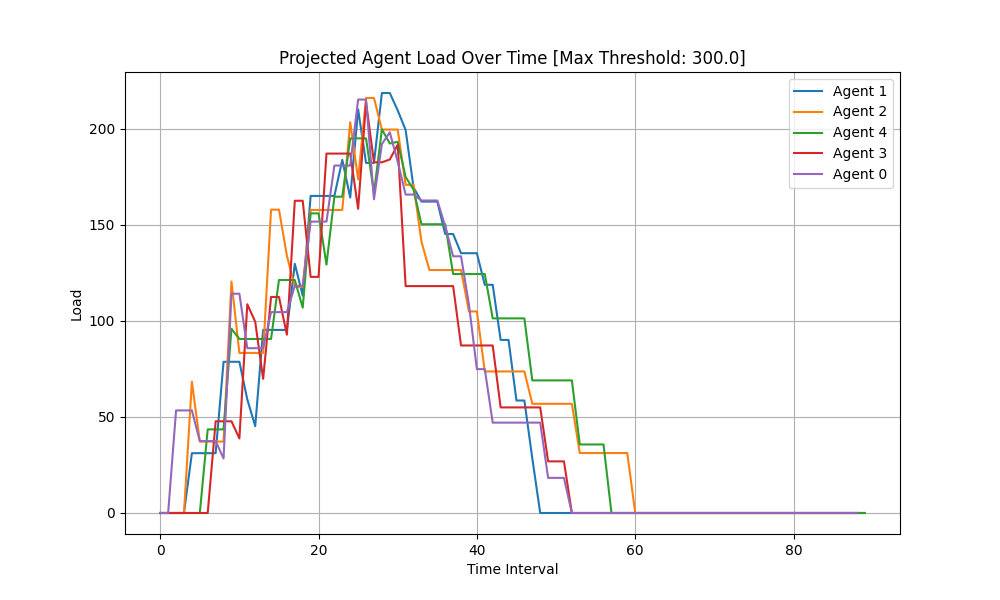 Projected Agent Load Over Time [Max Threshold: 300.0]
Agent 1
Agent 2
Agent 4
Agent 3
Agent 0
200
150
100
50
0
Load
0 20 40 60 80
Time Interval